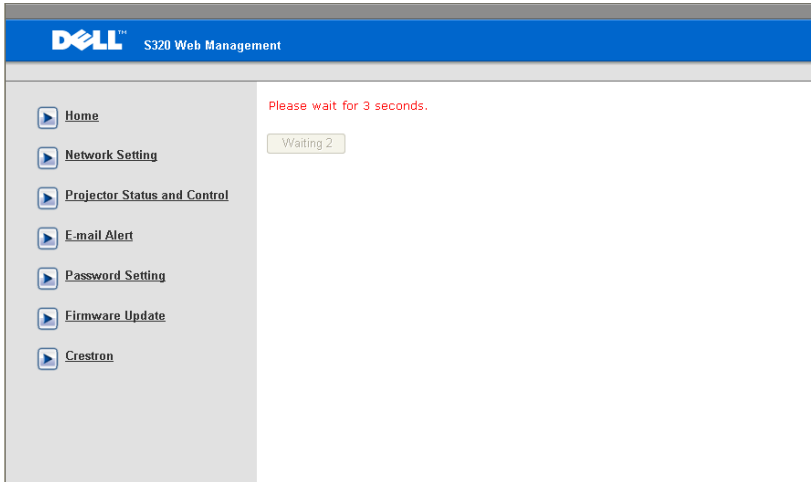 DELL™ S320 Web Management
Please wait for 3 seconds.
Waiting 2
Home
Network Setting
Projector Status and Control
E-mail Alert
Password Setting
Firmware Update
Crestron